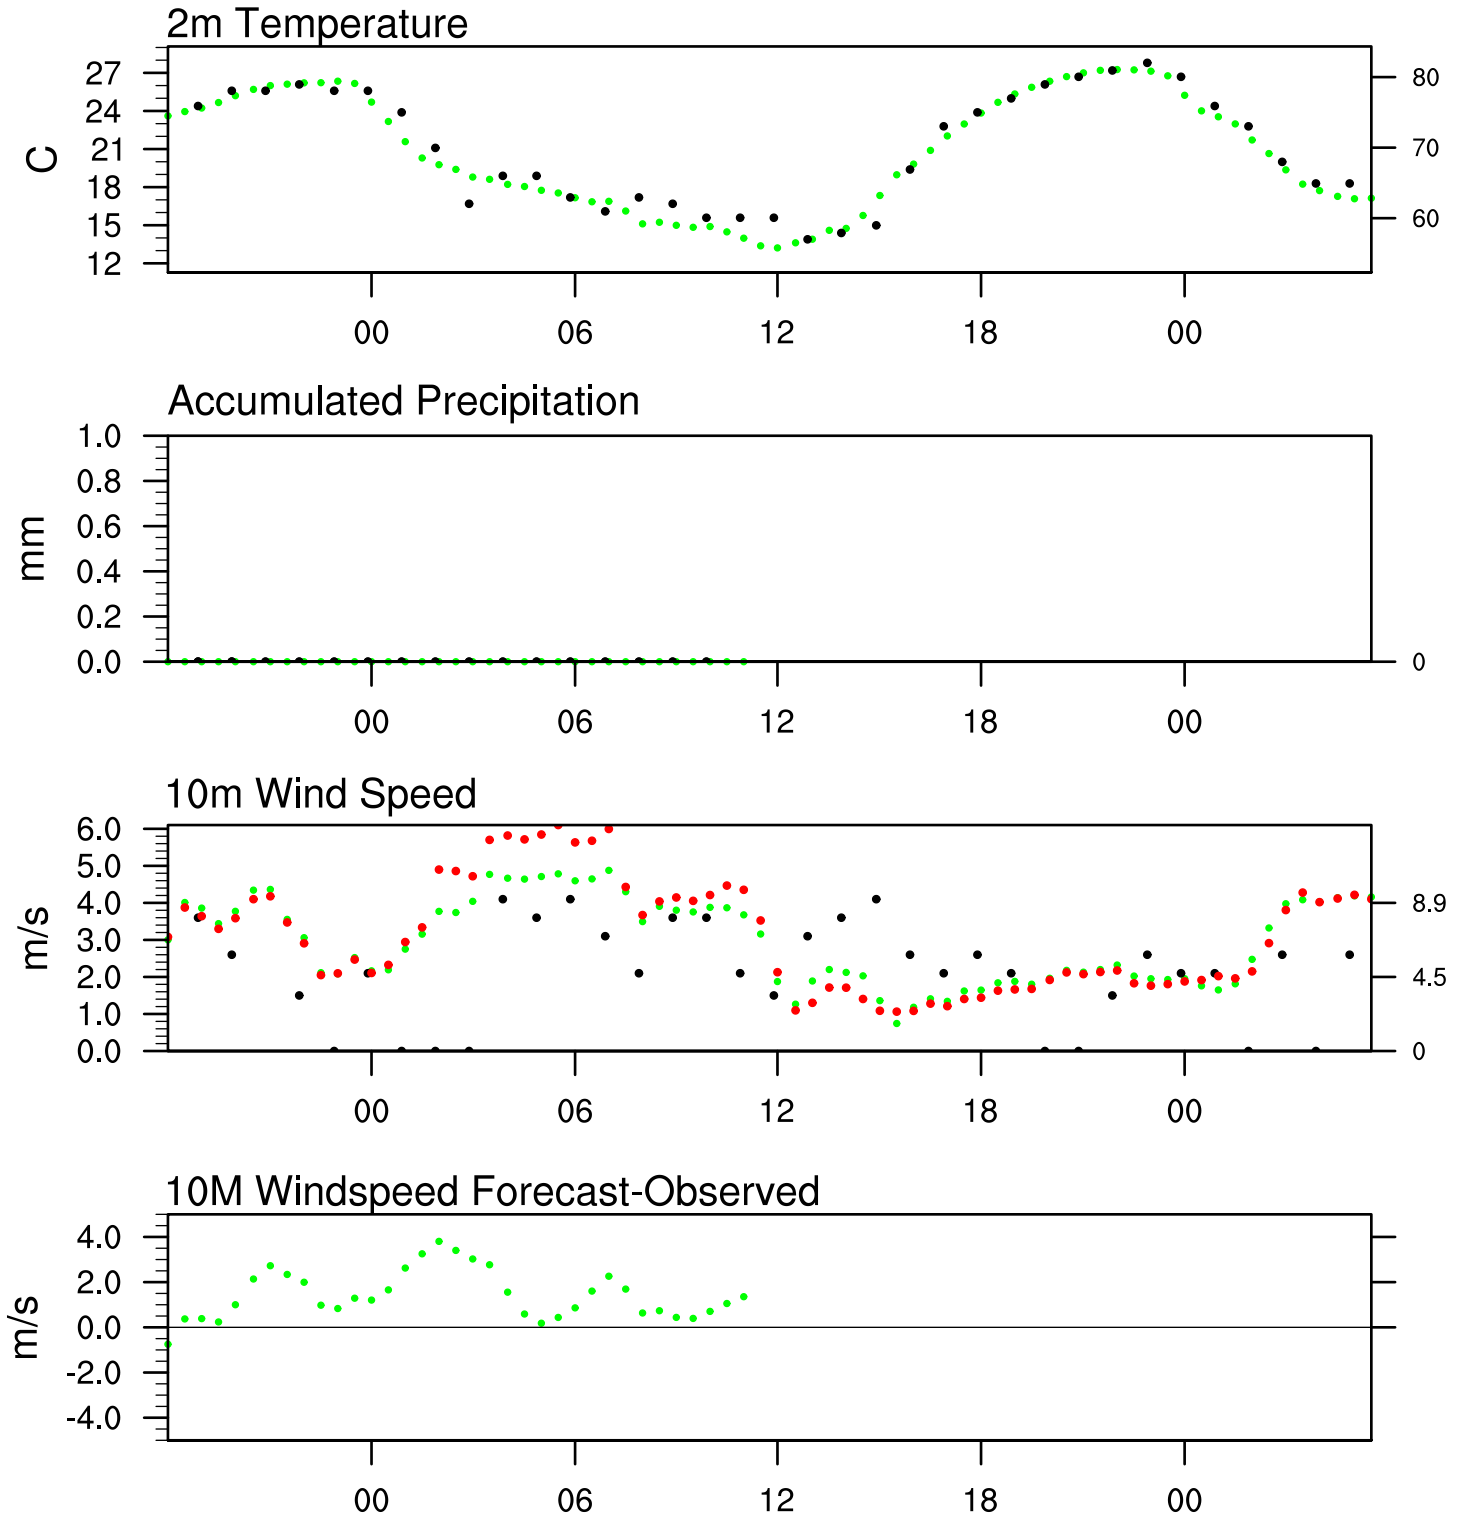 2m Temperature
C
27
24
21
18
15
12
80
70
60
00 06 12 18 00
Accumulated Precipitation
mm
1.0
0.8
0.6
0.4
0.2
0.0
0
00 06 12 18 00
10m Wind Speed
m/s
6.0
5.0
4.0
3.0
2.0
1.0
0.0
8.9
4.5
0
00 06 12 18 00
10M Windspeed Forecast-Observed
m/s
4.0
2.0
0.0
-2.0
-4.0
00 06 12 18 00